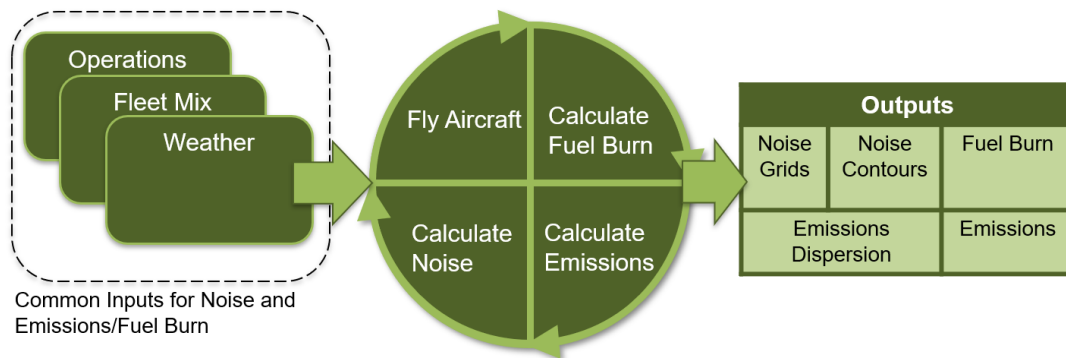 Operations
Fleet Mix
Weather
Common Inputs for Noise and
Emissions/Fuel Burn
Fly Aircraft
Calculate
Fuel Burn
Calculate
Noise
Calculate
Emissions
Outputs
Noise
Grids
Noise
Contours
Fuel Burn
Emissions
Dispersion
Emissions